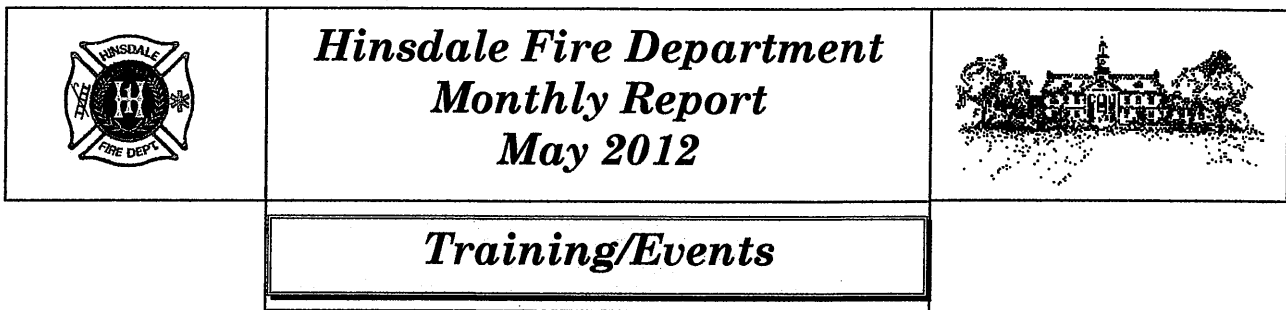 HINSDALE
H
FIRE DEPT.
Hinsdale Fire Department
Monthly Report
May 2012
Training/Events